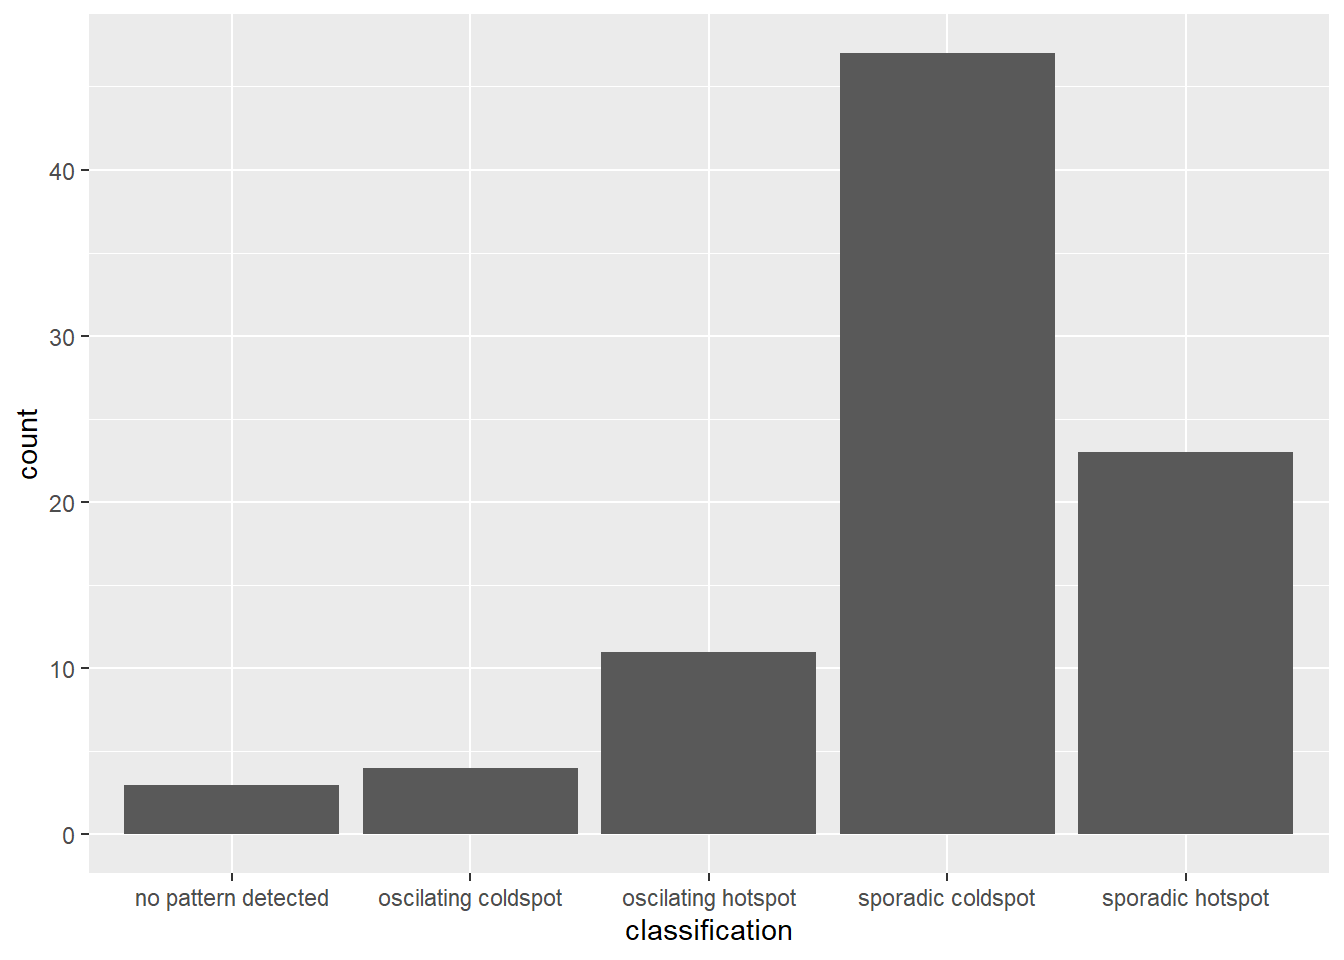 count
40
30
20
10
0
no pattern detected
oscilating coldspot
oscilating hotspot
sporadic coldspot
sporadic hotspot
classification